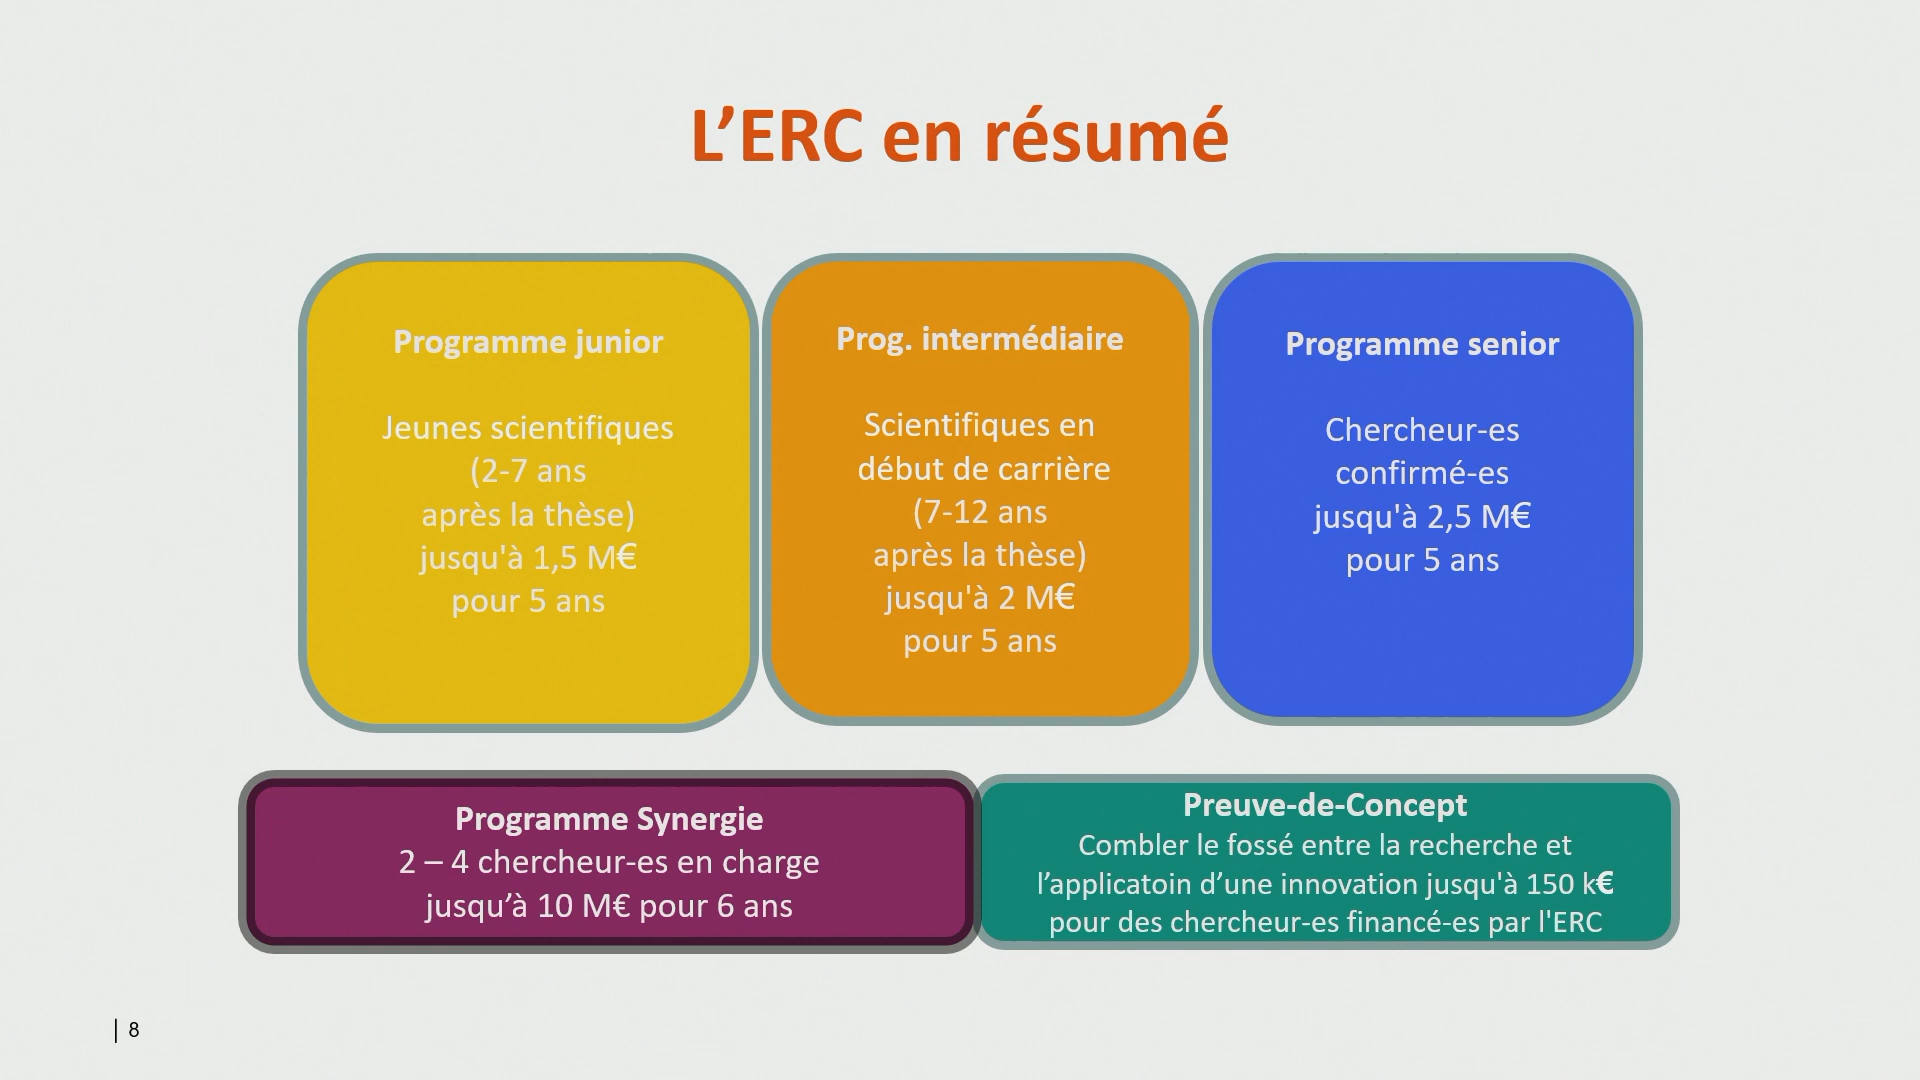 L’ERC en résumé
Programme junior
Jeunes scientifiques
(2-7 ans
après la thèse)
jusqu'à 1,5 M€
pour 5 ans
Prog. intermédiaire
Scientifiques en
début de carrière
(7-12 ans
après la thèse)
jusqu'à 2 M€
pour 5 ans
Programme senior
Chercheur-es
confirmé-es
jusqu'à 2,5 M€
pour 5 ans
Programme Synergie
2 – 4 chercheur-es en charge
jusqu’à 10 M€ pour 6 ans
Preuve-de-Concept
Combler le fossé entre la recherche et
l’applicatoin d’une innovation jusqu'à 150 k€
pour des chercheur-es financé-es par l'ERC
| 8